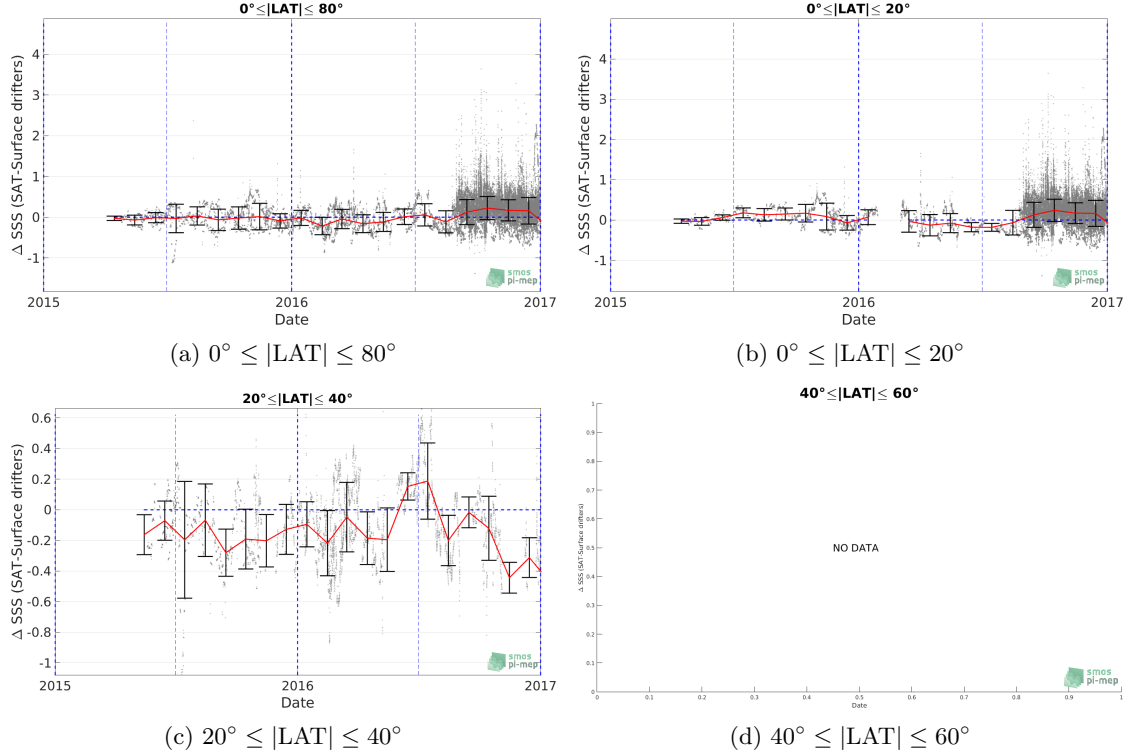 0°≤|LAT|≤ 80°
Δ SSS (SAT-Surface drifters)
4
3
2
1
0
-1
2015
2016
2017
Date
smos
pi-mep
(a) 0° ≤ |LAT| ≤ 80°
0°≤|LAT|≤ 20°
Δ SSS (SAT-Surface drifters)
4
3
2
1
0
-1
2015
2016
2017
Date
smos
pi-mep
(b) 0° ≤ |LAT| ≤ 20°
20°≤|LAT|≤ 40°
Δ SSS (SAT-Surface drifters)
0.6
0.4
0.2
0
-0.2
-0.4
-0.6
-0.8
-1
2015
2016
2017
Date
smos
pi-mep
(c) 20° ≤ |LAT| ≤ 40°
40°≤|LAT|≤ 60°
Δ SSS (SAT-Surface drifters)
1
0.9
0.8
0.7
0.6
0.5
0.4
0.3
0.2
0.1
0
NO DATA
0 0.1 0.2 0.3 0.4 0.5 0.6 0.7 0.8 0.9 1
Date
smos
pi-mep
(d) 40° ≤ |LAT| ≤ 60°